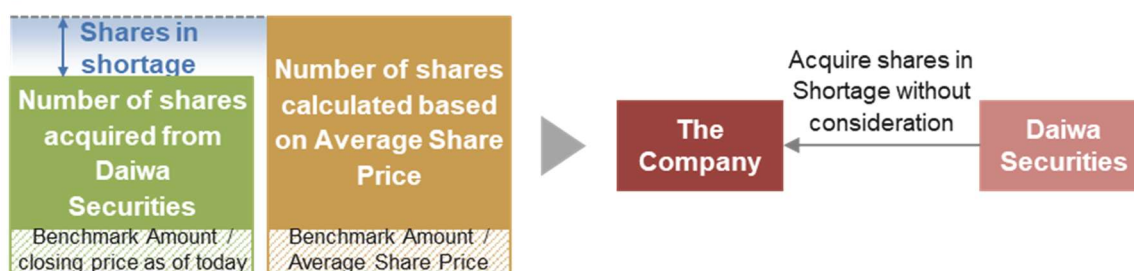 Shares in
shortage
Number of shares
acquired from
Daiwa
Securities
Benchmark Amount /
closing price as of today
Number of shares
calculated based
on Average Share
Price
Benchmark Amount /
Average Share Price
The
Company
Acquire shares in
Shortage without
consideration
Daiwa
Securities